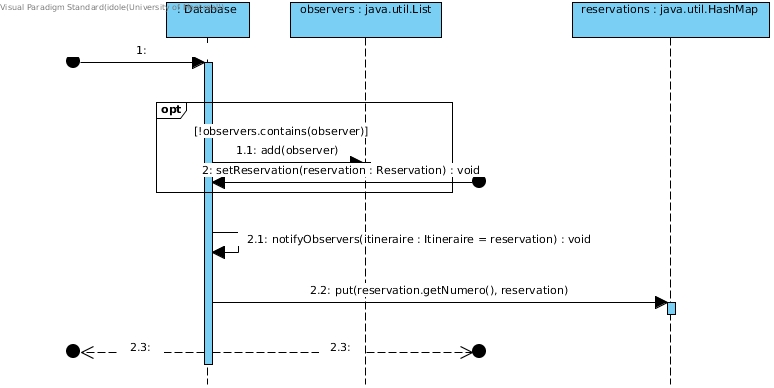 Visual Paradigm Standard(idole(University of
: Database
observers : java.util.List
reservations : java.util.HashMap
1:
opt
[!observers.contains(observer)]
1.1: add(observer)
2: setReservation(reservation : Reservation) : void
2.1: notifyObservers(itineraire : Itineraire = reservation) : void
2.2: put(reservation.getNumero(), reservation)
2.3:
2.3: